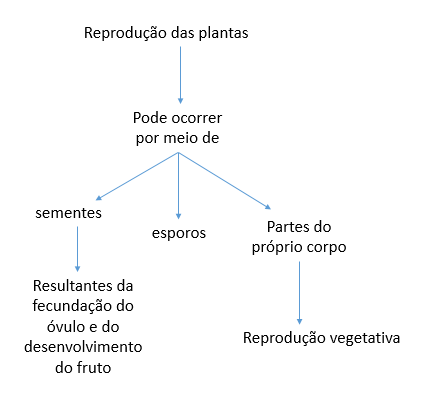 Reprodução das plantas
Pode ocorrer
por meio de
sementes
esporos
Partes do
próprio corpo
Resultantes da
fecundação do
óvulo e do
desenvolvimento
do fruto
Reprodução vegetativa